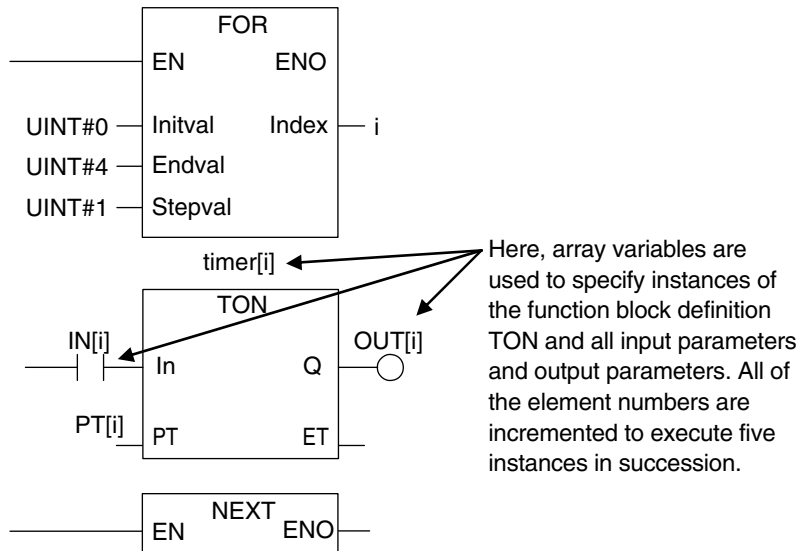 FOR
EN ENO
UINT#0 Initval Index i
UINT#4 Endval
UINT#1 Stepval
timer[i]
TON
IN[i] OUT[i]
In Q
PT[i] PT ET
Here, array variables are
used to specify instances of
the function block definition
TON and all input parameters
and output parameters. All of
the element numbers are
incremented to execute five
instances in succession.
NEXT
EN ENO